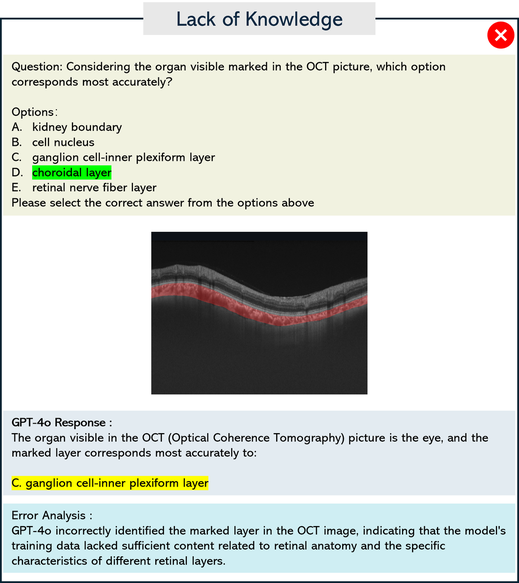 Lack of Knowledge
Question: Considering the organ visible marked in the OCT picture, which option
corresponds most accurately?
Options:
A. kidney boundary
B. cell nucleus
C. ganglion cell-inner plexiform layer
D. choroidal layer
E. retinal nerve fiber layer
Please select the correct answer from the options above
GPT-4o Response :
The organ visible in the OCT (Optical Coherence Tomography) picture is the eye, and the
marked layer corresponds most accurately to:
C. ganglion cell-inner plexiform layer
Error Analysis :
GPT-4o incorrectly identified the marked layer in the OCT image, indicating that the model's
training data lacked sufficient content related to retinal anatomy and the specific
characteristics of different retinal layers.